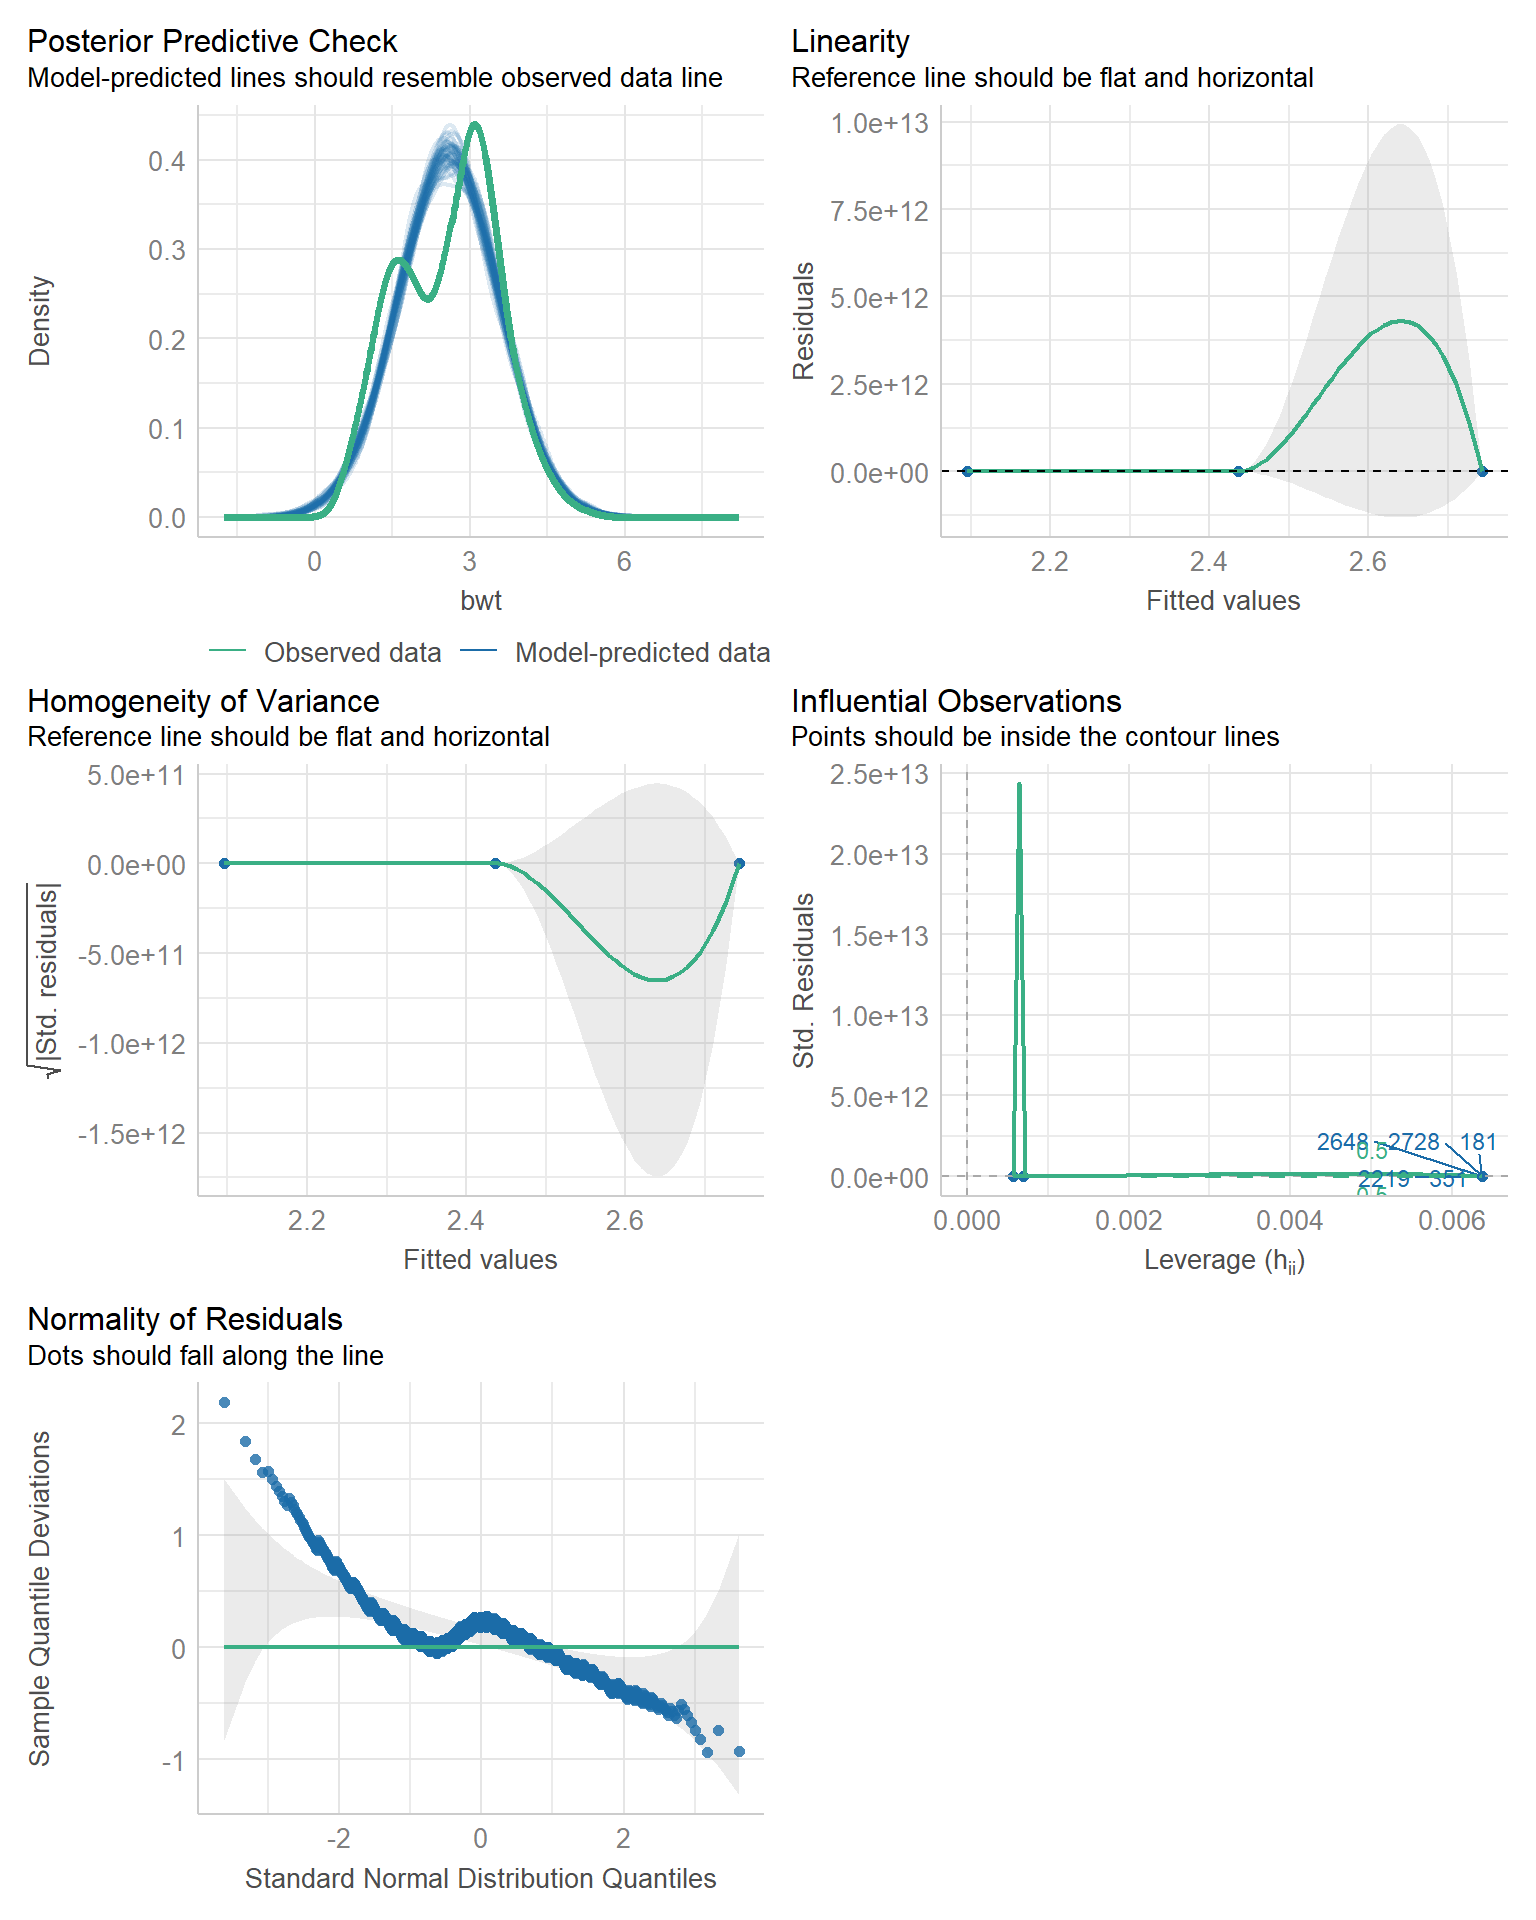 Posterior Predictive Check
Model-predicted lines should resemble observed data line
Density
0.4
0.3
0.2
0.1
0.0
0
3
6
bwt
Observed data
Model-predicted data
Linearity
Reference line should be flat and horizontal
Residuals
1.0e+13
7.5e+12
5.0e+12
2.5e+12
0.0e+00
2.2
2.4
2.6
Fitted values
Homogeneity of Variance
Reference line should be flat and horizontal
√|Std. residuals|
5.0e+11
0.0e+00
-5.0e+11
-1.0e+12
-1.5e+12
2.2
2.4
2.6
Fitted values
Influential Observations
Points should be inside the contour lines
Std. Residuals
2.5e+13
2.0e+13
1.5e+13
1.0e+13
5.0e+12
0.0e+00
2648
2728
181
0.5
2219
351
0.5
0.000
0.002
0.004
0.006
Leverage (hii)
Normality of Residuals
Dots should fall along the line
Sample Quantile Deviations
2
1
0
-1
-2
0
2
Standard Normal Distribution Quantiles